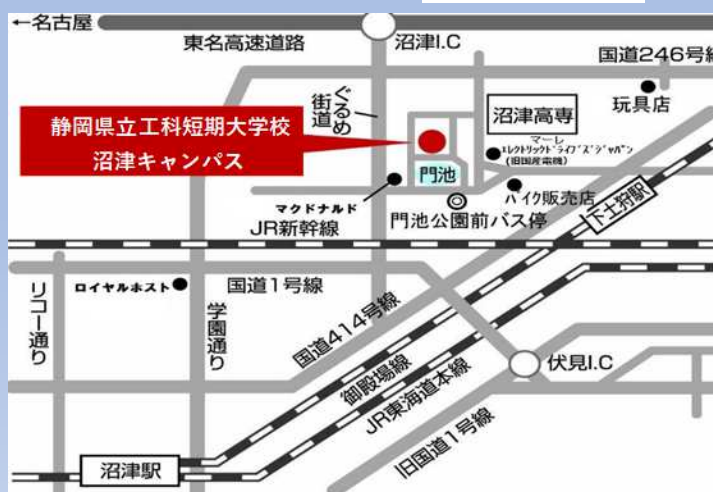 ←名古屋
東名高速道路
沼津I.C
国道246号線
ぐるめ
街道
静岡県立工科短期大学校
沼津キャンパス
沼津高専
玩具店
マーレ
エレクトリックドライブズジャパン
(旧国産電機)
門池
バイク販売店
マクドナルド
門池公園前バス停
下土狩駅
JR新幹線
リコー通り
ロイヤルホスト
学園通り
国道1号線
国道414号線
御殿場線
JR東海道本線
伏見I.C
旧国道1号線
沼津駅